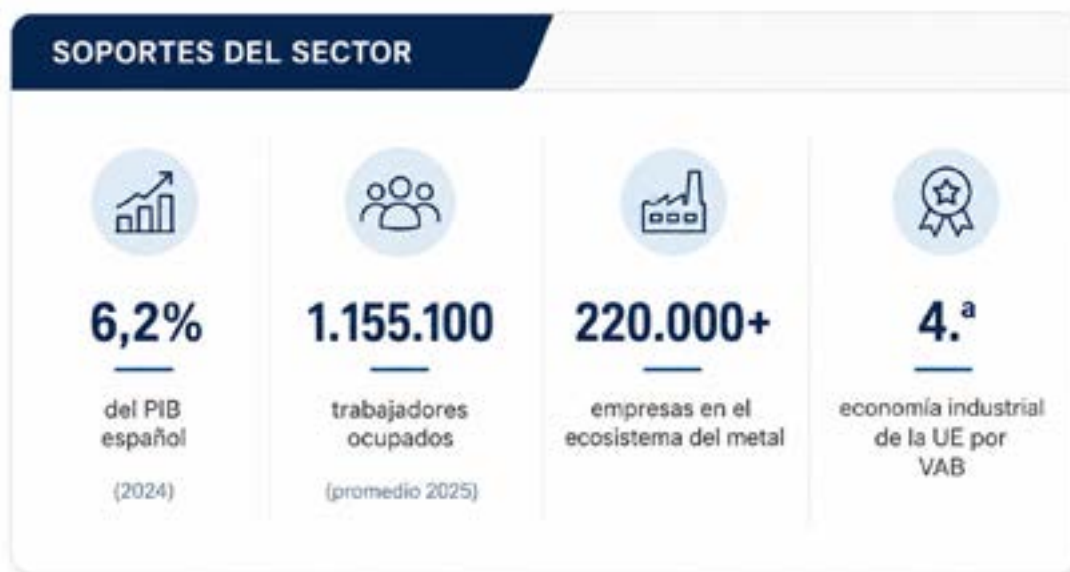 SOPORTES DEL SECTOR
6,2%
del PIB
español
(2024)
1.155.100
trabajadores
ocupados
(promedio 2025)
220.000+
empresas en el
ecosistema del metal
4.ª
economía industrial
de la UE por
VAB